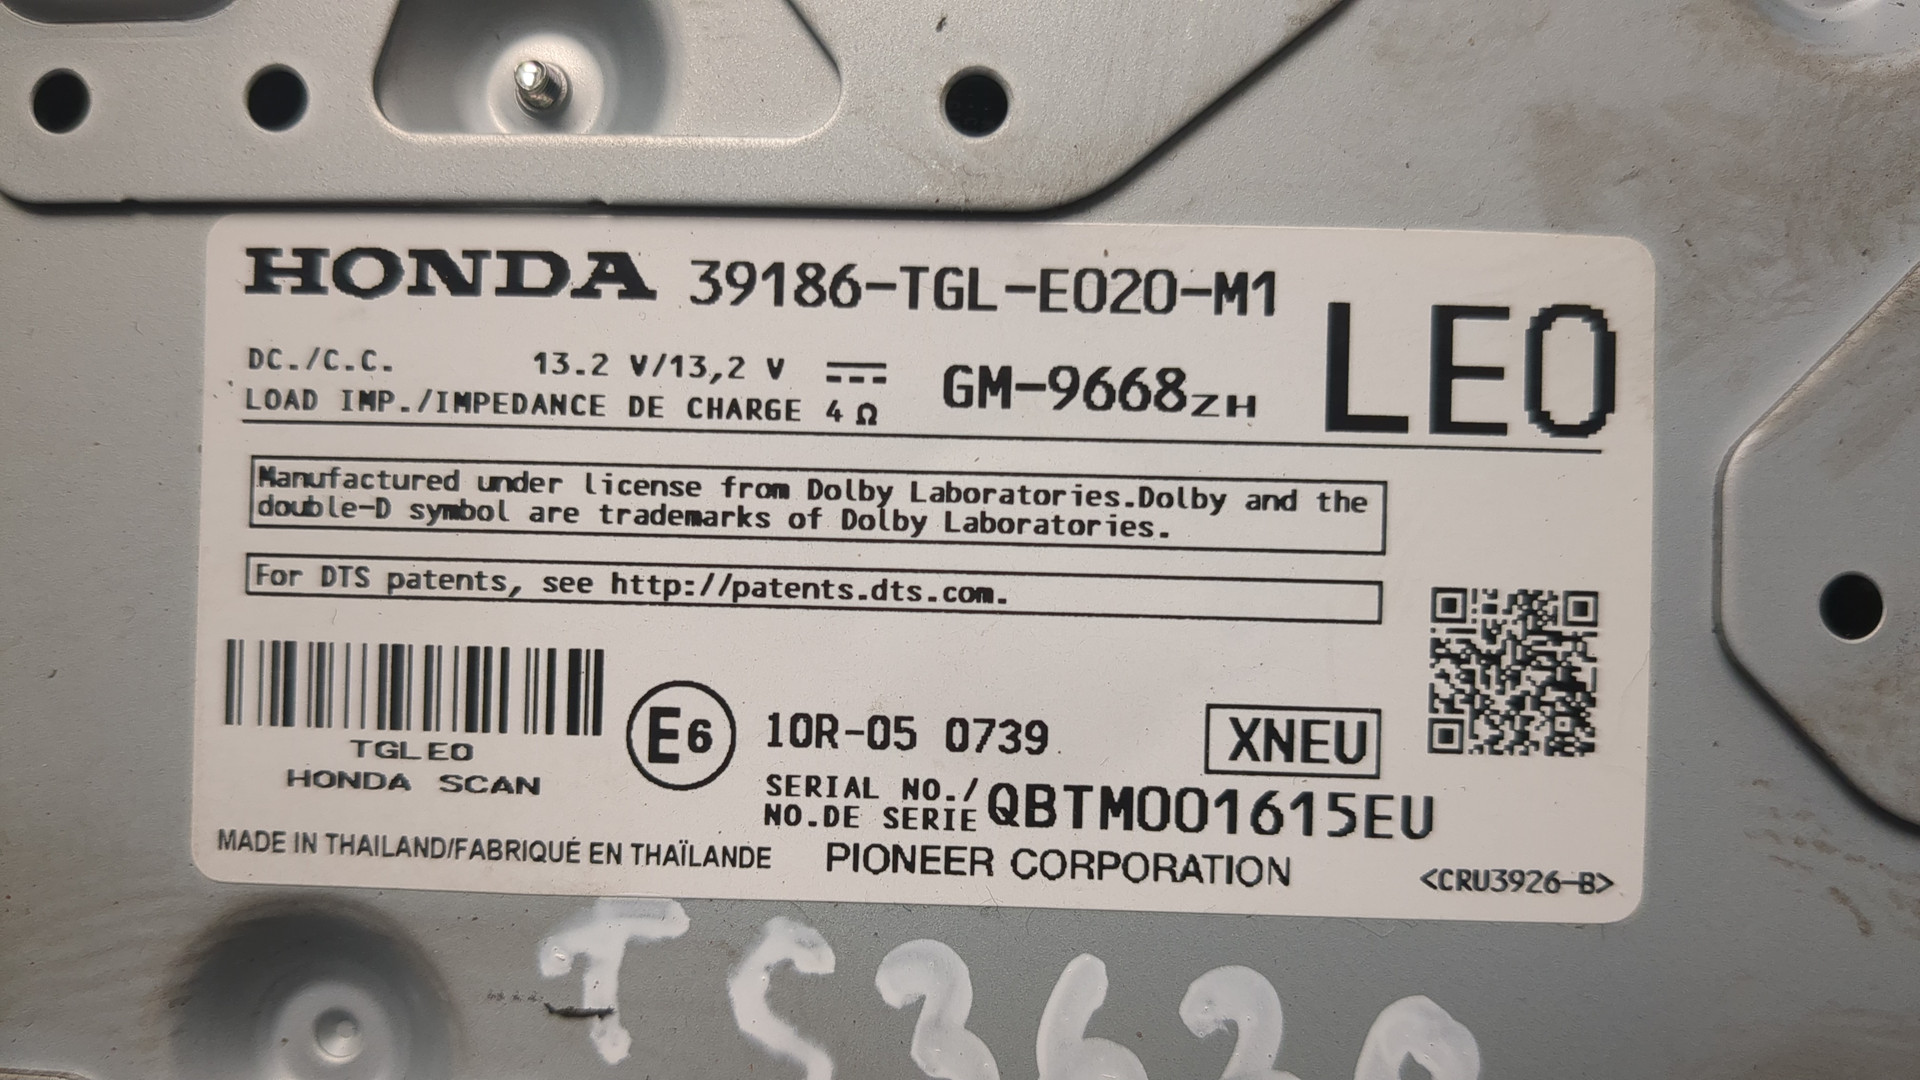 HONDA 39186-TGL-E020-M1
LE0
DC./C.C. 13.2 V/13,2 V
GM-9668ZH
LOAD IMP./IMPEDANCE DE CHARGE 4 Ω
Manufactured under license from Dolby Laboratories.Dolby and the
double-D symbol are trademarks of Dolby Laboratories.
For DTS patents, see http://patents.dts.com.
TGLE0
HONDA SCAN
E6
10R-05 0739
XNEU
SERIAL NO./
NO.DE SERIE
QBTM001615EU
MADE IN THAILAND/FABRIQUÉ EN THAÏLANDE
PIONEER CORPORATION
<CRU3926-B>